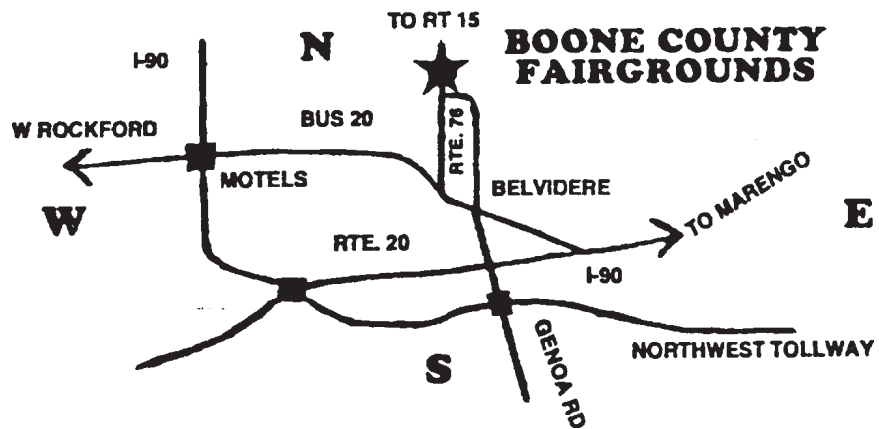 TO RT 15
N
BOONE COUNTY
FAIRGROUNDS
I-90
W ROCKFORD
BUS 20
RTE. 76
MOTELS
BELVIDERE
TO MARENGO
W
E
RTE. 20
I-90
S
GENOA RD
NORTHWEST TOLLWAY